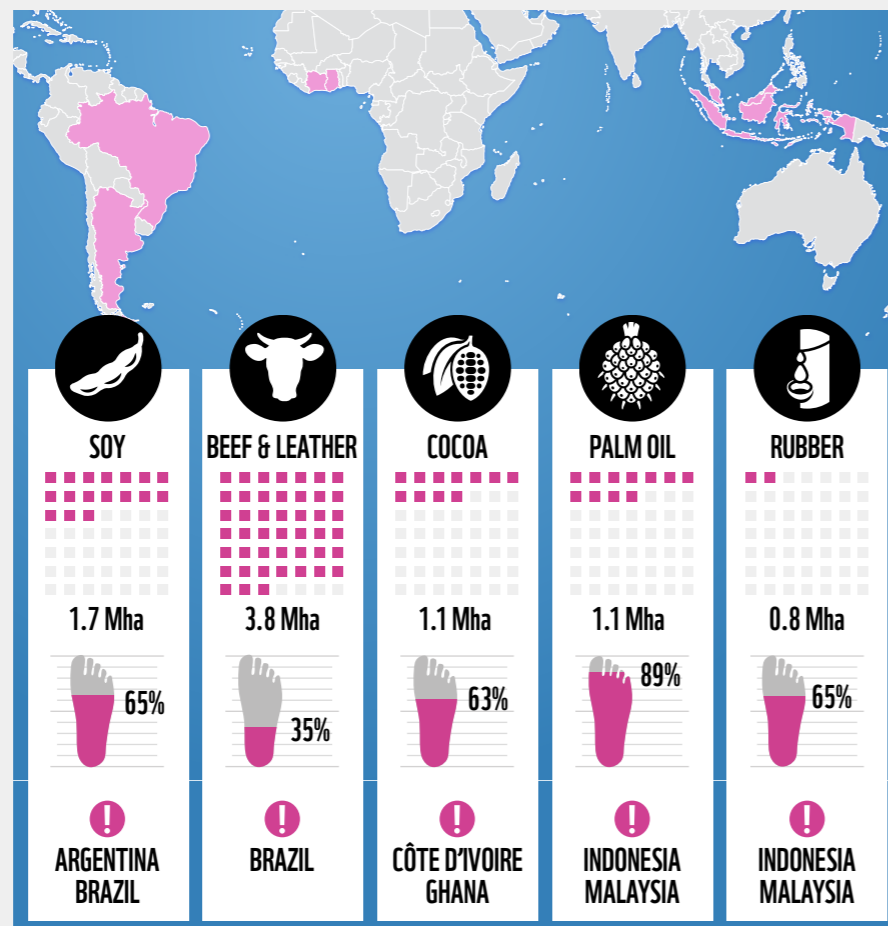 SOY
1.7 Mha
65%
!
ARGENTINA
BRAZIL
BEEF & LEATHER
3.8 Mha
35%
!
BRAZIL
COCOA
1.1 Mha
63%
!
CÔTE D'IVOIRE
GHANA
PALM OIL
1.1 Mha
89%
!
INDONESIA
MALAYSIA
RUBBER
0.8 Mha
65%
!
INDONESIA
MALAYSIA